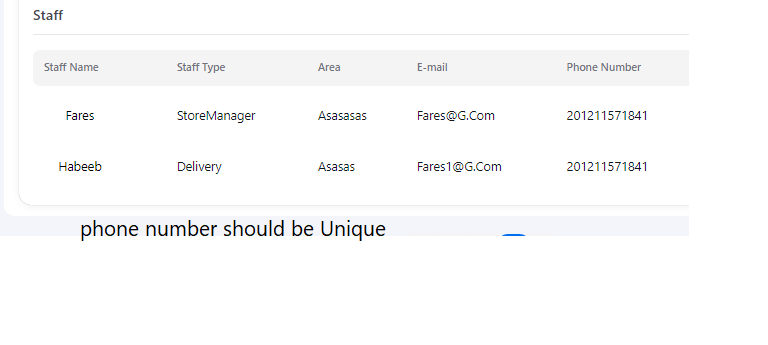 Staff
Staff Name Staff Type Area E-mail Phone Number
Fares StoreManager Asasasas Fares@G.Com 201211571841
Habeeb Delivery Asasas Fares1@G.Com 201211571841
phone number should be Unique